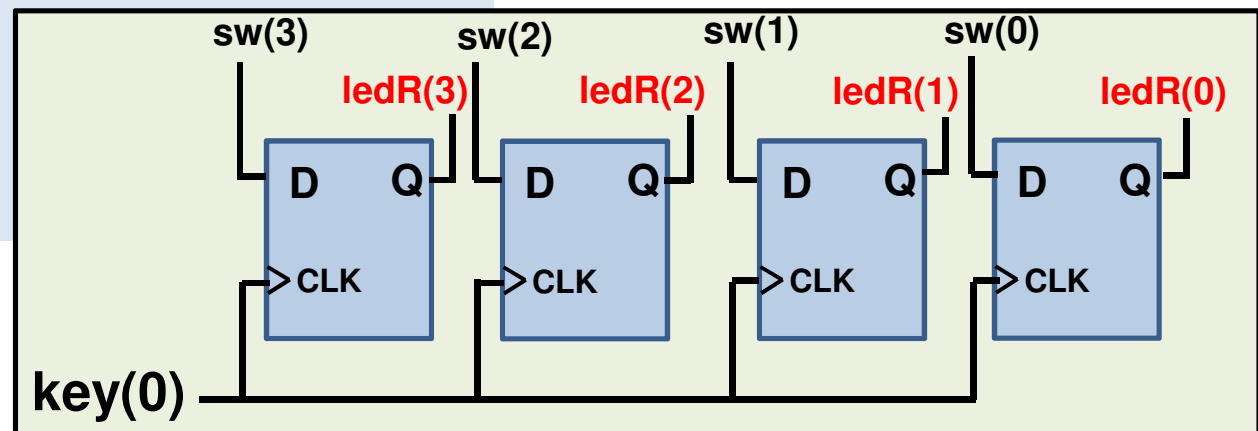 sw(3) sw(2) sw(1) sw(0)
ledR(3) ledR(2) ledR(1) ledR(0)
D Q D Q D Q D Q
CLK CLK CLK CLK
key(0)